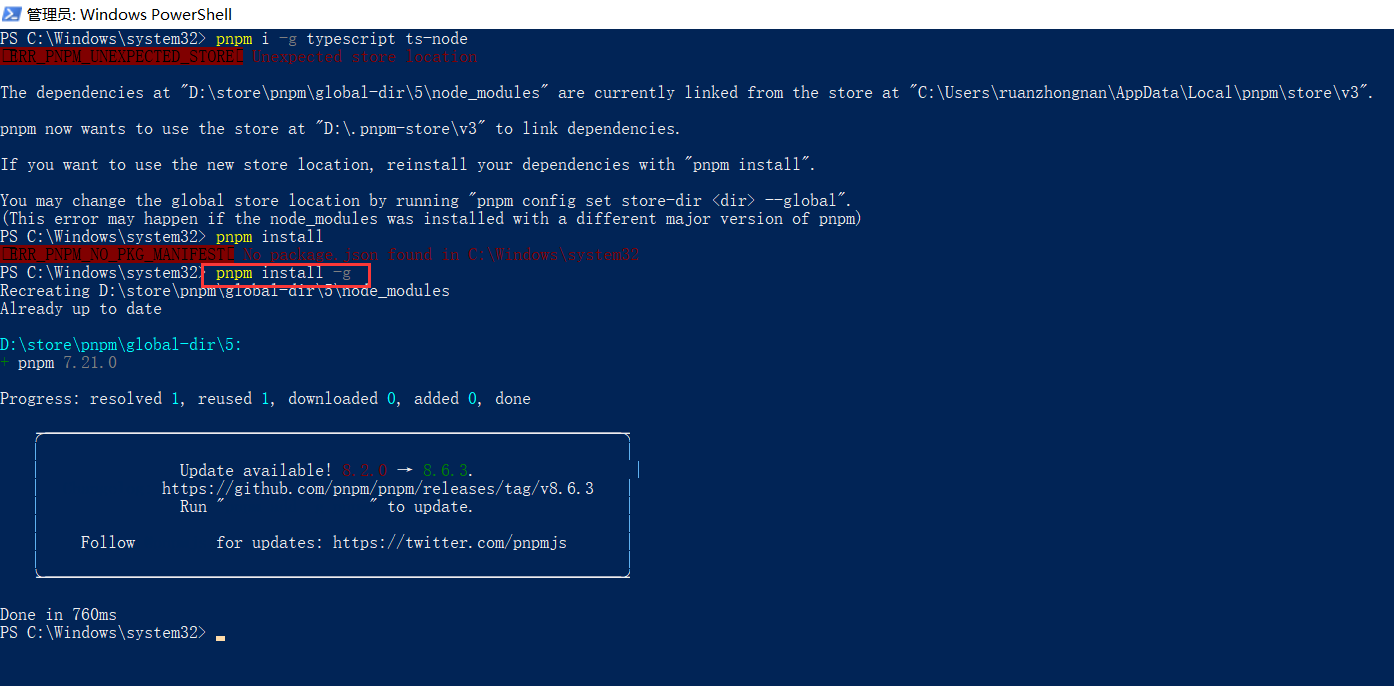 管理员: Windows PowerShell
PS C:\Windows\system32> pnpm i -g typescript ts-node
ERR_PNPM_UNEXPECTED_STORE Unexpected store location
The dependencies at "D:\store\pnpm\global-dir\5\node_modules" are currently linked from the store at "C:\Users\ruanzhongnan\AppData\Local\pnpm\store\v3".
pnpm now wants to use the store at "D:\.pnpm-store\v3" to link dependencies.
If you want to use the new store location, reinstall your dependencies with "pnpm install".
You may change the global store location by running "pnpm config set store-dir <dir> --global".
(This error may happen if the node_modules was installed with a different major version of pnpm)
PS C:\Windows\system32> pnpm install
ERR_PNPM_NO_PKG_MANIFEST No package.json found in C:\Windows\system32
PS C:\Windows\system32> pnpm install -g
Recreating D:\store\pnpm\global-dir\5\node_modules
Already up to date
D:\store\pnpm\global-dir\5:
+ pnpm 7.21.0
Progress: resolved 1, reused 1, downloaded 0, added 0, done
Update available! 8.2.0 → 8.6.3.
https://github.com/pnpm/pnpm/releases/tag/v8.6.3
Run " " to update.
Follow for updates: https://twitter.com/pnpmjs
Done in 760ms
PS C:\Windows\system32>